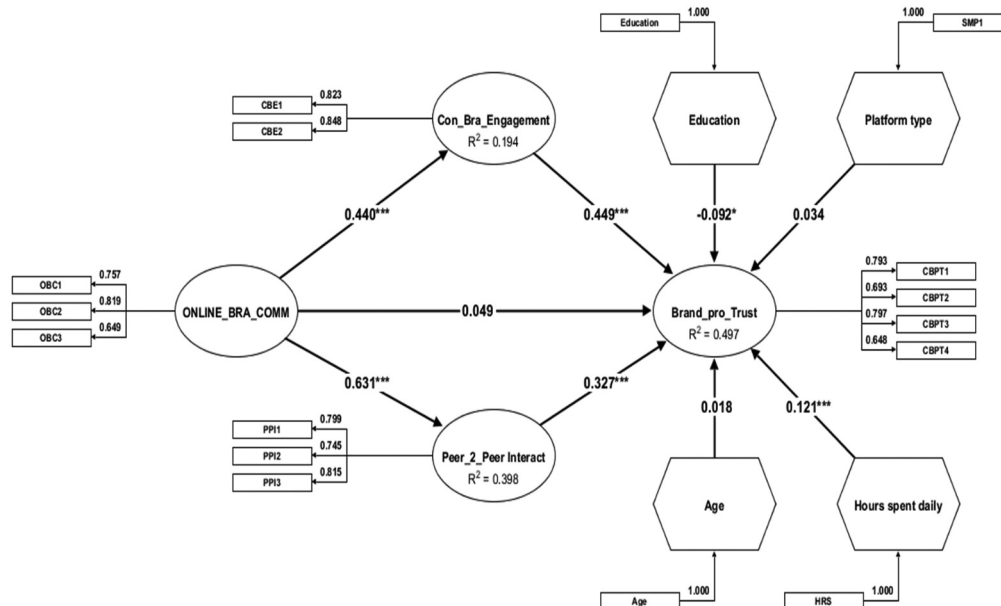 1.000
1.000
Education
SMP1
0.823
CBE1
0.848
CBE2
Con_Bra_Engagement
R² = 0.194
Education
Platform type
0.440***
0.449***
-0.092*
0.034
0.757
OBC1
0.819
OBC2
0.649
OBC3
ONLINE_BRA_COMM
0.049
Brand_pro_Trust
R² = 0.497
0.793
CBPT1
0.693
CBPT2
0.797
CBPT3
0.648
CBPT4
0.631***
0.327***
0.018
0.121***
0.799
PPI1
0.745
PPI2
0.815
PPI3
Peer_2_Peer Interact
R² = 0.398
Age
Hours spent daily
1.000
1.000
Age
HRS